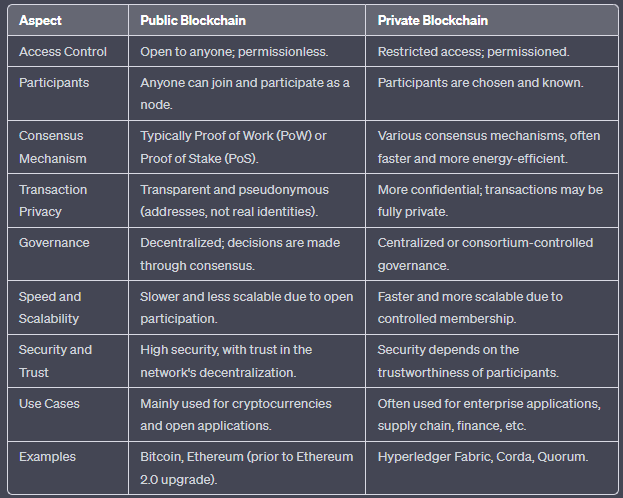 Aspect Public Blockchain Private Blockchain
Access Control Open to anyone; permissionless. Restricted access; permissioned.
Participants Anyone can join and participate as a Participants are chosen and known.
node.
Consensus Typically Proof of Work (PoW) or Various consensus mechanisms, often
Mechanism Proof of Stake (PoS). faster and more energy-efficient.
Transaction Transparent and pseudonymous More confidential; transactions may be
Privacy (addresses, not real identities). fully private.
Governance Decentralized; decisions are made Centralized or consortium-controlled
through consensus. governance.
Speed and Slower and less scalable due to open Faster and more scalable due to
Scalability participation. controlled membership.
Security and High security, with trust in the Security depends on the
Trust network's decentralization. trustworthiness of participants.
Use Cases Mainly used for cryptocurrencies Often used for enterprise applications,
and open applications. supply chain, finance, etc.
Examples Bitcoin, Ethereum (prior to Ethereum Hyperledger Fabric, Corda, Quorum.
2.0 upgrade).